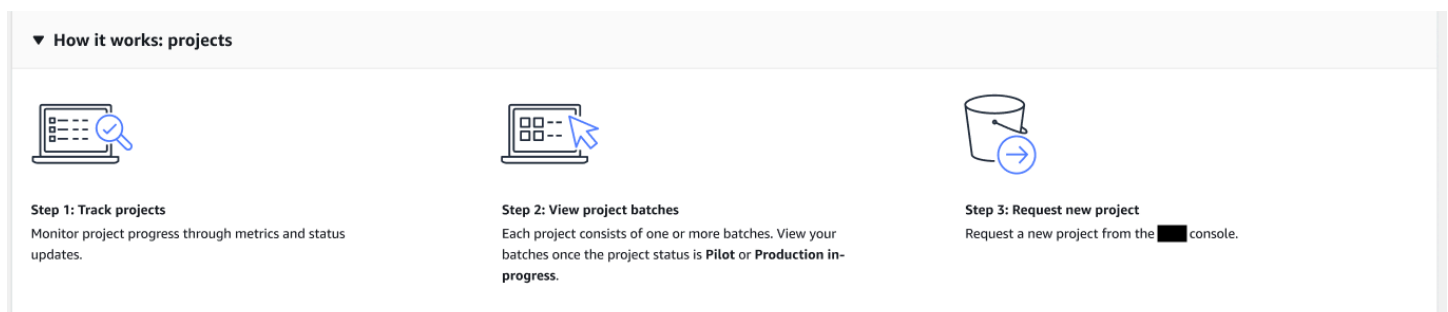 How it works: projects
Step 1: Track projects
Monitor project progress through metrics and status
updates.
Step 2: View project batches
Each project consists of one or more batches. View your
batches once the project status is Pilot or Production in-
progress.
Step 3: Request new project
Request a new project from the console.